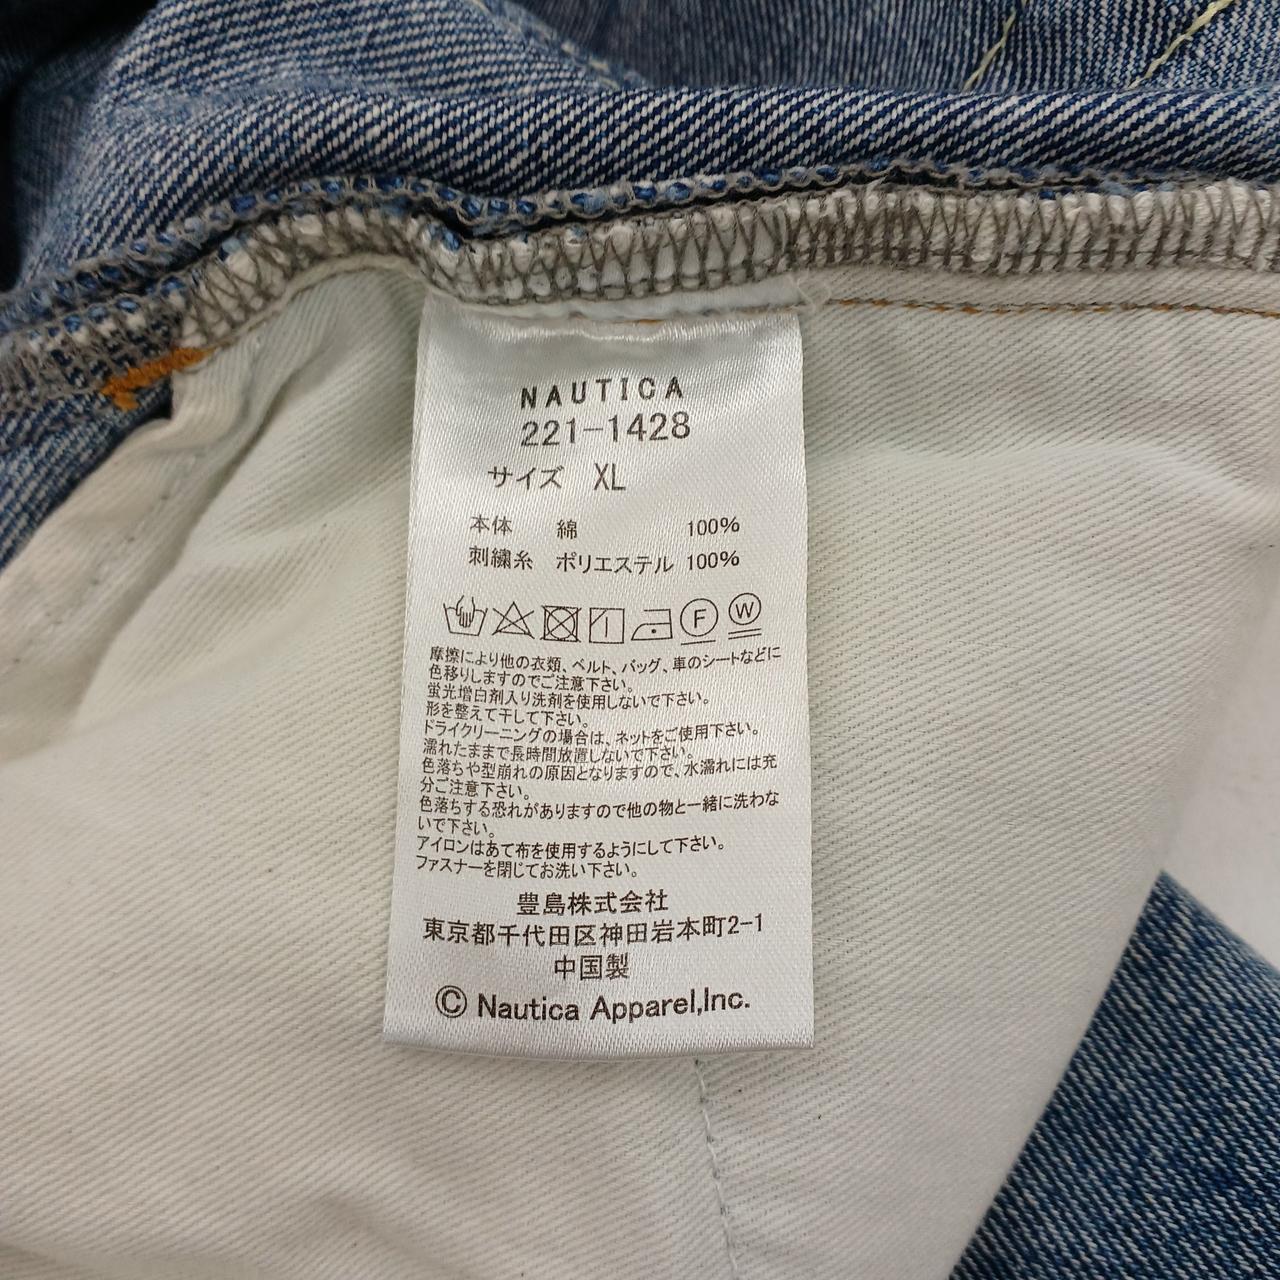 NAUTICA
221-1428
サイズ XL
本体 綿 100%
刺繍糸 ポリエステル 100%
F W
摩擦により他の衣類、ベルト、バッグ、車のシートなどに
色移りしますのでご注意下さい。
蛍光増白剤入り洗剤を使用しないで下さい。
形を整えて干して下さい。
ドライクリーニングの場合は、ネットをご使用下さい。
濡れたままで長時間放置しないで下さい。
色落ちや型崩れの原因となりますので、水濡れには充
分ご注意下さい。
色落ちする恐れがありますので他の物と一緒に洗わな
いで下さい。
アイロンはあて布を使用するようにして下さい。
ファスナーを閉じてお洗い下さい。
豊島株式会社
東京都千代田区神田岩本町2-1
中国製
© Nautica Apparel,Inc.